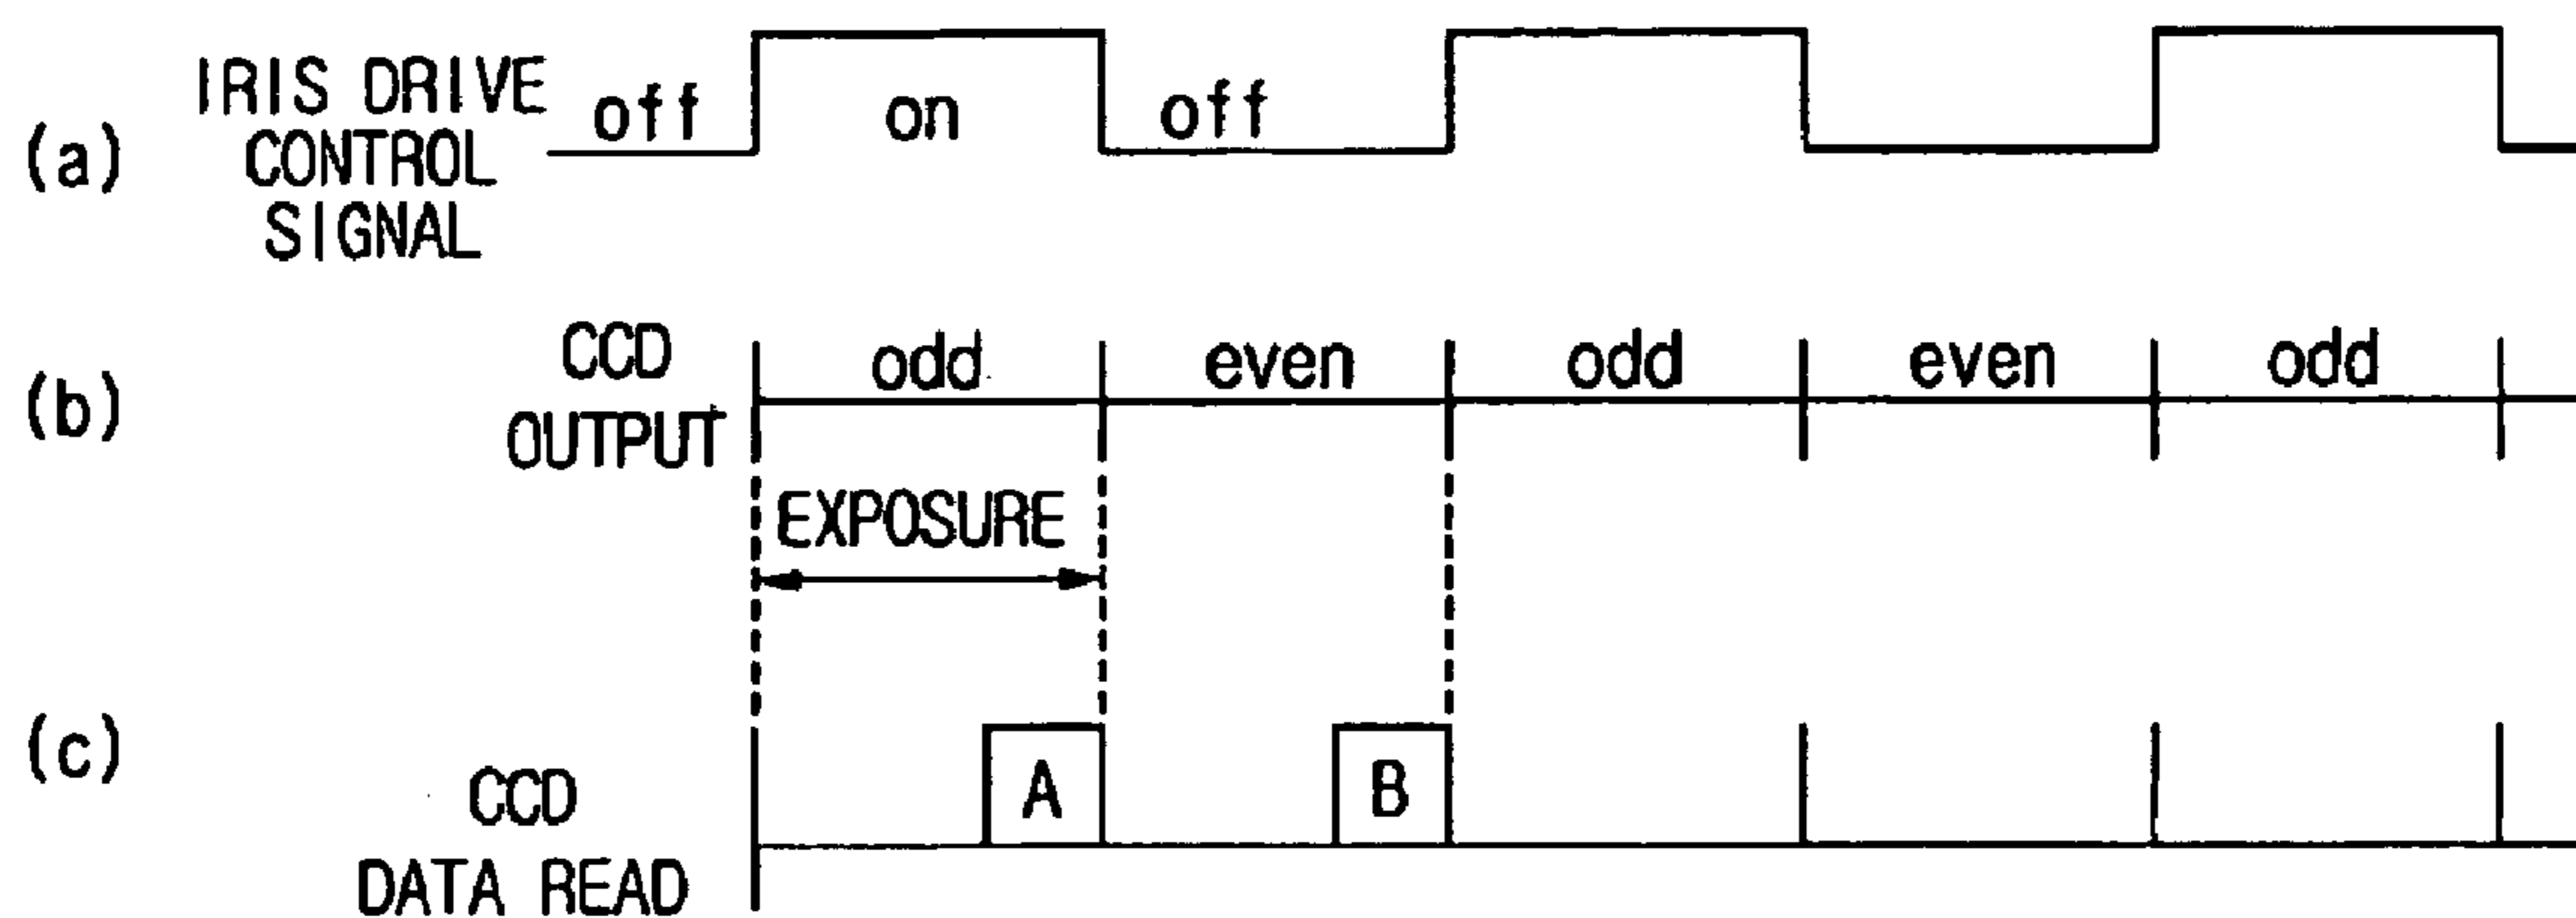 (a)
IRIS DRIVE
CONTROL
SIGNAL
off
on
off
(b)
CCD
OUTPUT
odd
even
odd
even
odd
EXPOSURE
(c)
CCD
DATA READ
A
B